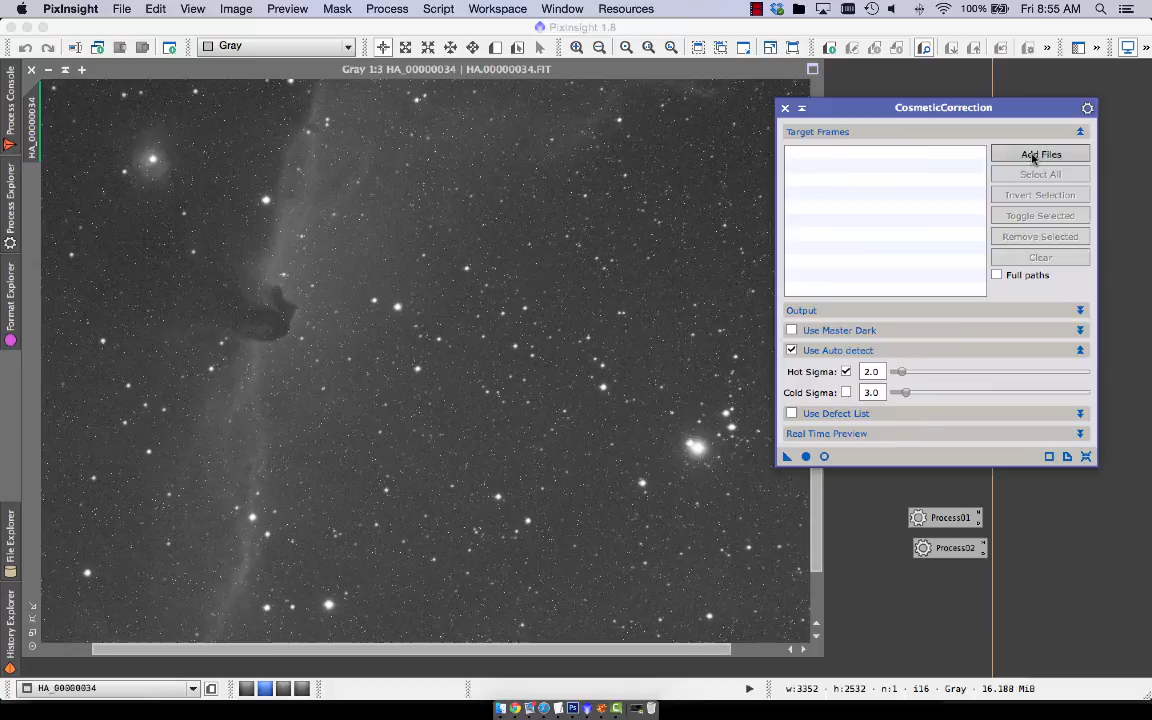 PixInsight File Edit View Image Preview Mask Process Script Workspace Window Resources 100% Fri 8:55 AM
PixInsight 1.8
Gray
Gray 1:3 HA_00000034 | HA.00000034.FIT
Process Console
HA_00000034
Process Explorer
Format Explorer
File Explorer
History Explorer
CosmeticCorrection
Target Frames
Add Files
Select All
Invert Selection
Toggle Selected
Remove Selected
Clear
Full paths
Output
Use Master Dark
Use Auto detect
Hot Sigma: 2.0
Cold Sigma: 3.0
Use Defect List
Real Time Preview
Process01
Process02
HA_00000034
w:3352 · h:2532 · n:1 · i16 · Gray · 16.188 MiB